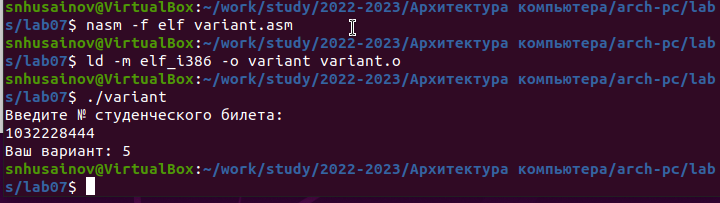 snhusainov@VirtualBox:~/work/study/2022-2023/Архитектура компьютера/arch-pc/lab
s/lab07$ nasm -f elf variant.asm
snhusainov@VirtualBox:~/work/study/2022-2023/Архитектура компьютера/arch-pc/lab
s/lab07$ ld -m elf_i386 -o variant variant.o
snhusainov@VirtualBox:~/work/study/2022-2023/Архитектура компьютера/arch-pc/lab
s/lab07$ ./variant
Введите № студенческого билета:
1032228444
Ваш вариант: 5
snhusainov@VirtualBox:~/work/study/2022-2023/Архитектура компьютера/arch-pc/lab
s/lab07$